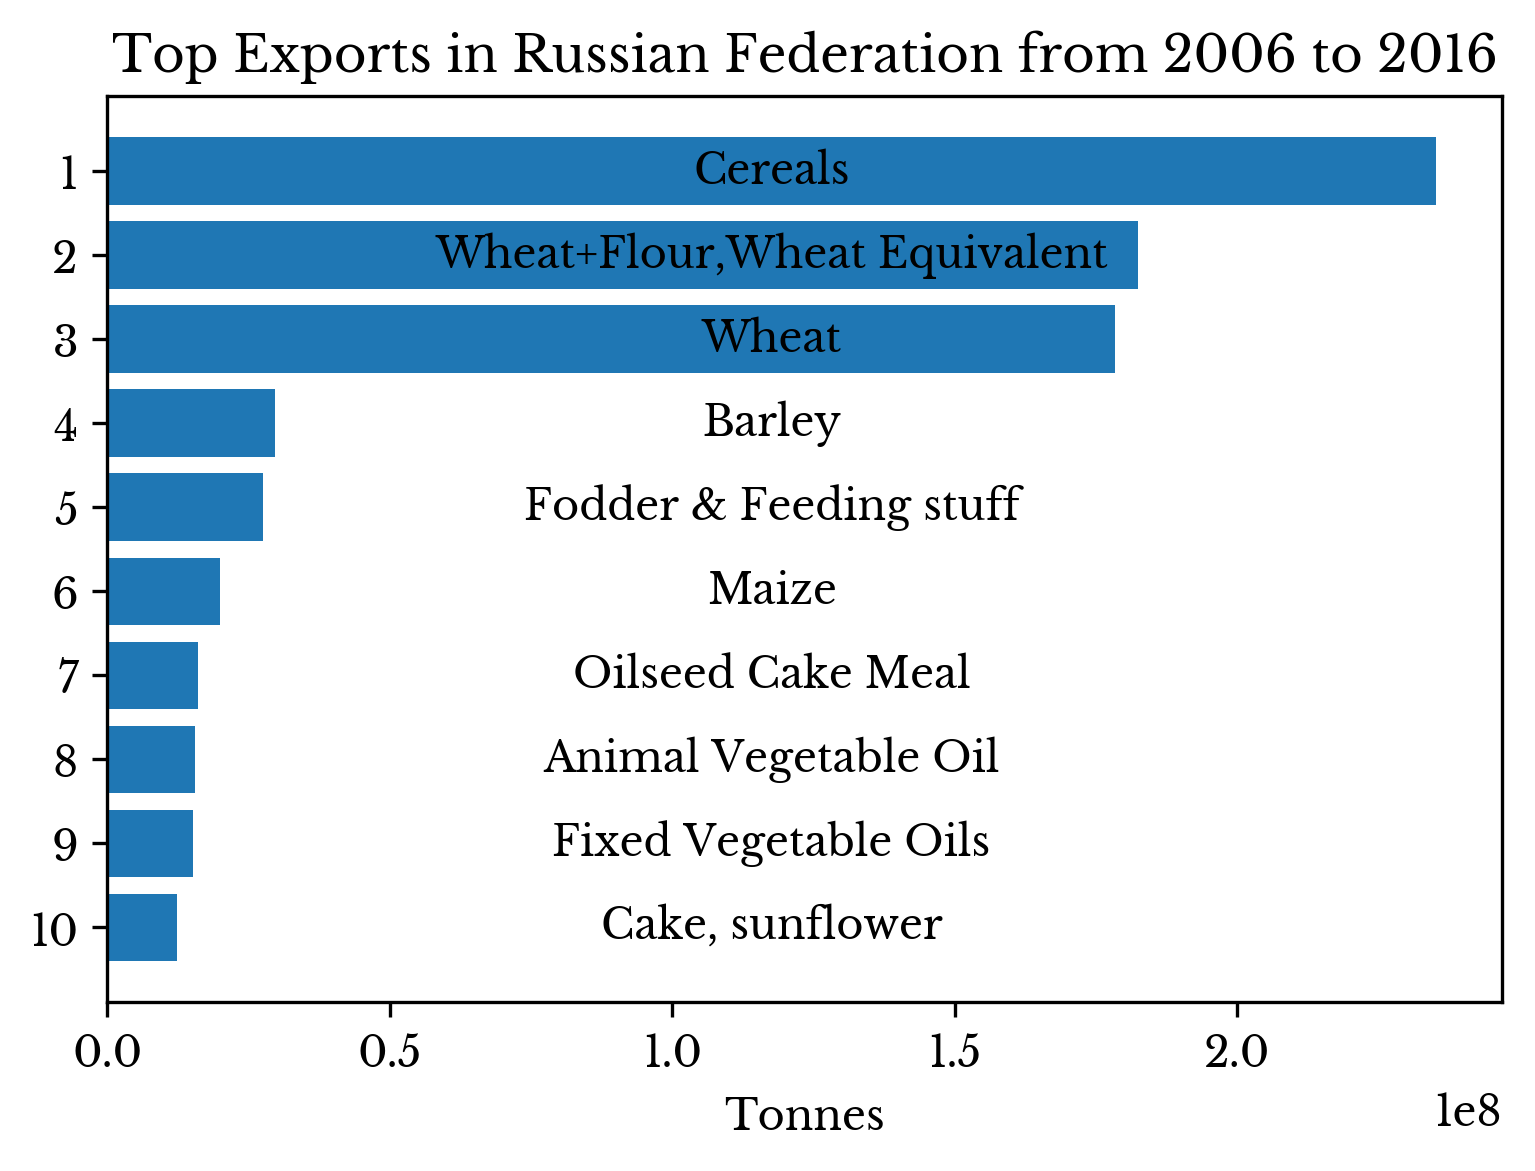 Top Exports in Russian Federation from 2006 to 2016
1 Cereals
2 Wheat+Flour,Wheat Equivalent
3 Wheat
4 Barley
5 Fodder & Feeding stuff
6 Maize
7 Oilseed Cake Meal
8 Animal Vegetable Oil
9 Fixed Vegetable Oils
10 Cake, sunflower
0.0 0.5 1.0 1.5 2.0
Tonnes 1e8